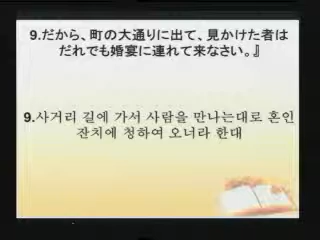 9.だから、町の大通りに出て、見かけた者は
だれでも婚宴に連れて来なさい。』
9.사거리 길에 가서 사람을 만나는대로 혼인
잔치에 청하여 오너라 한대